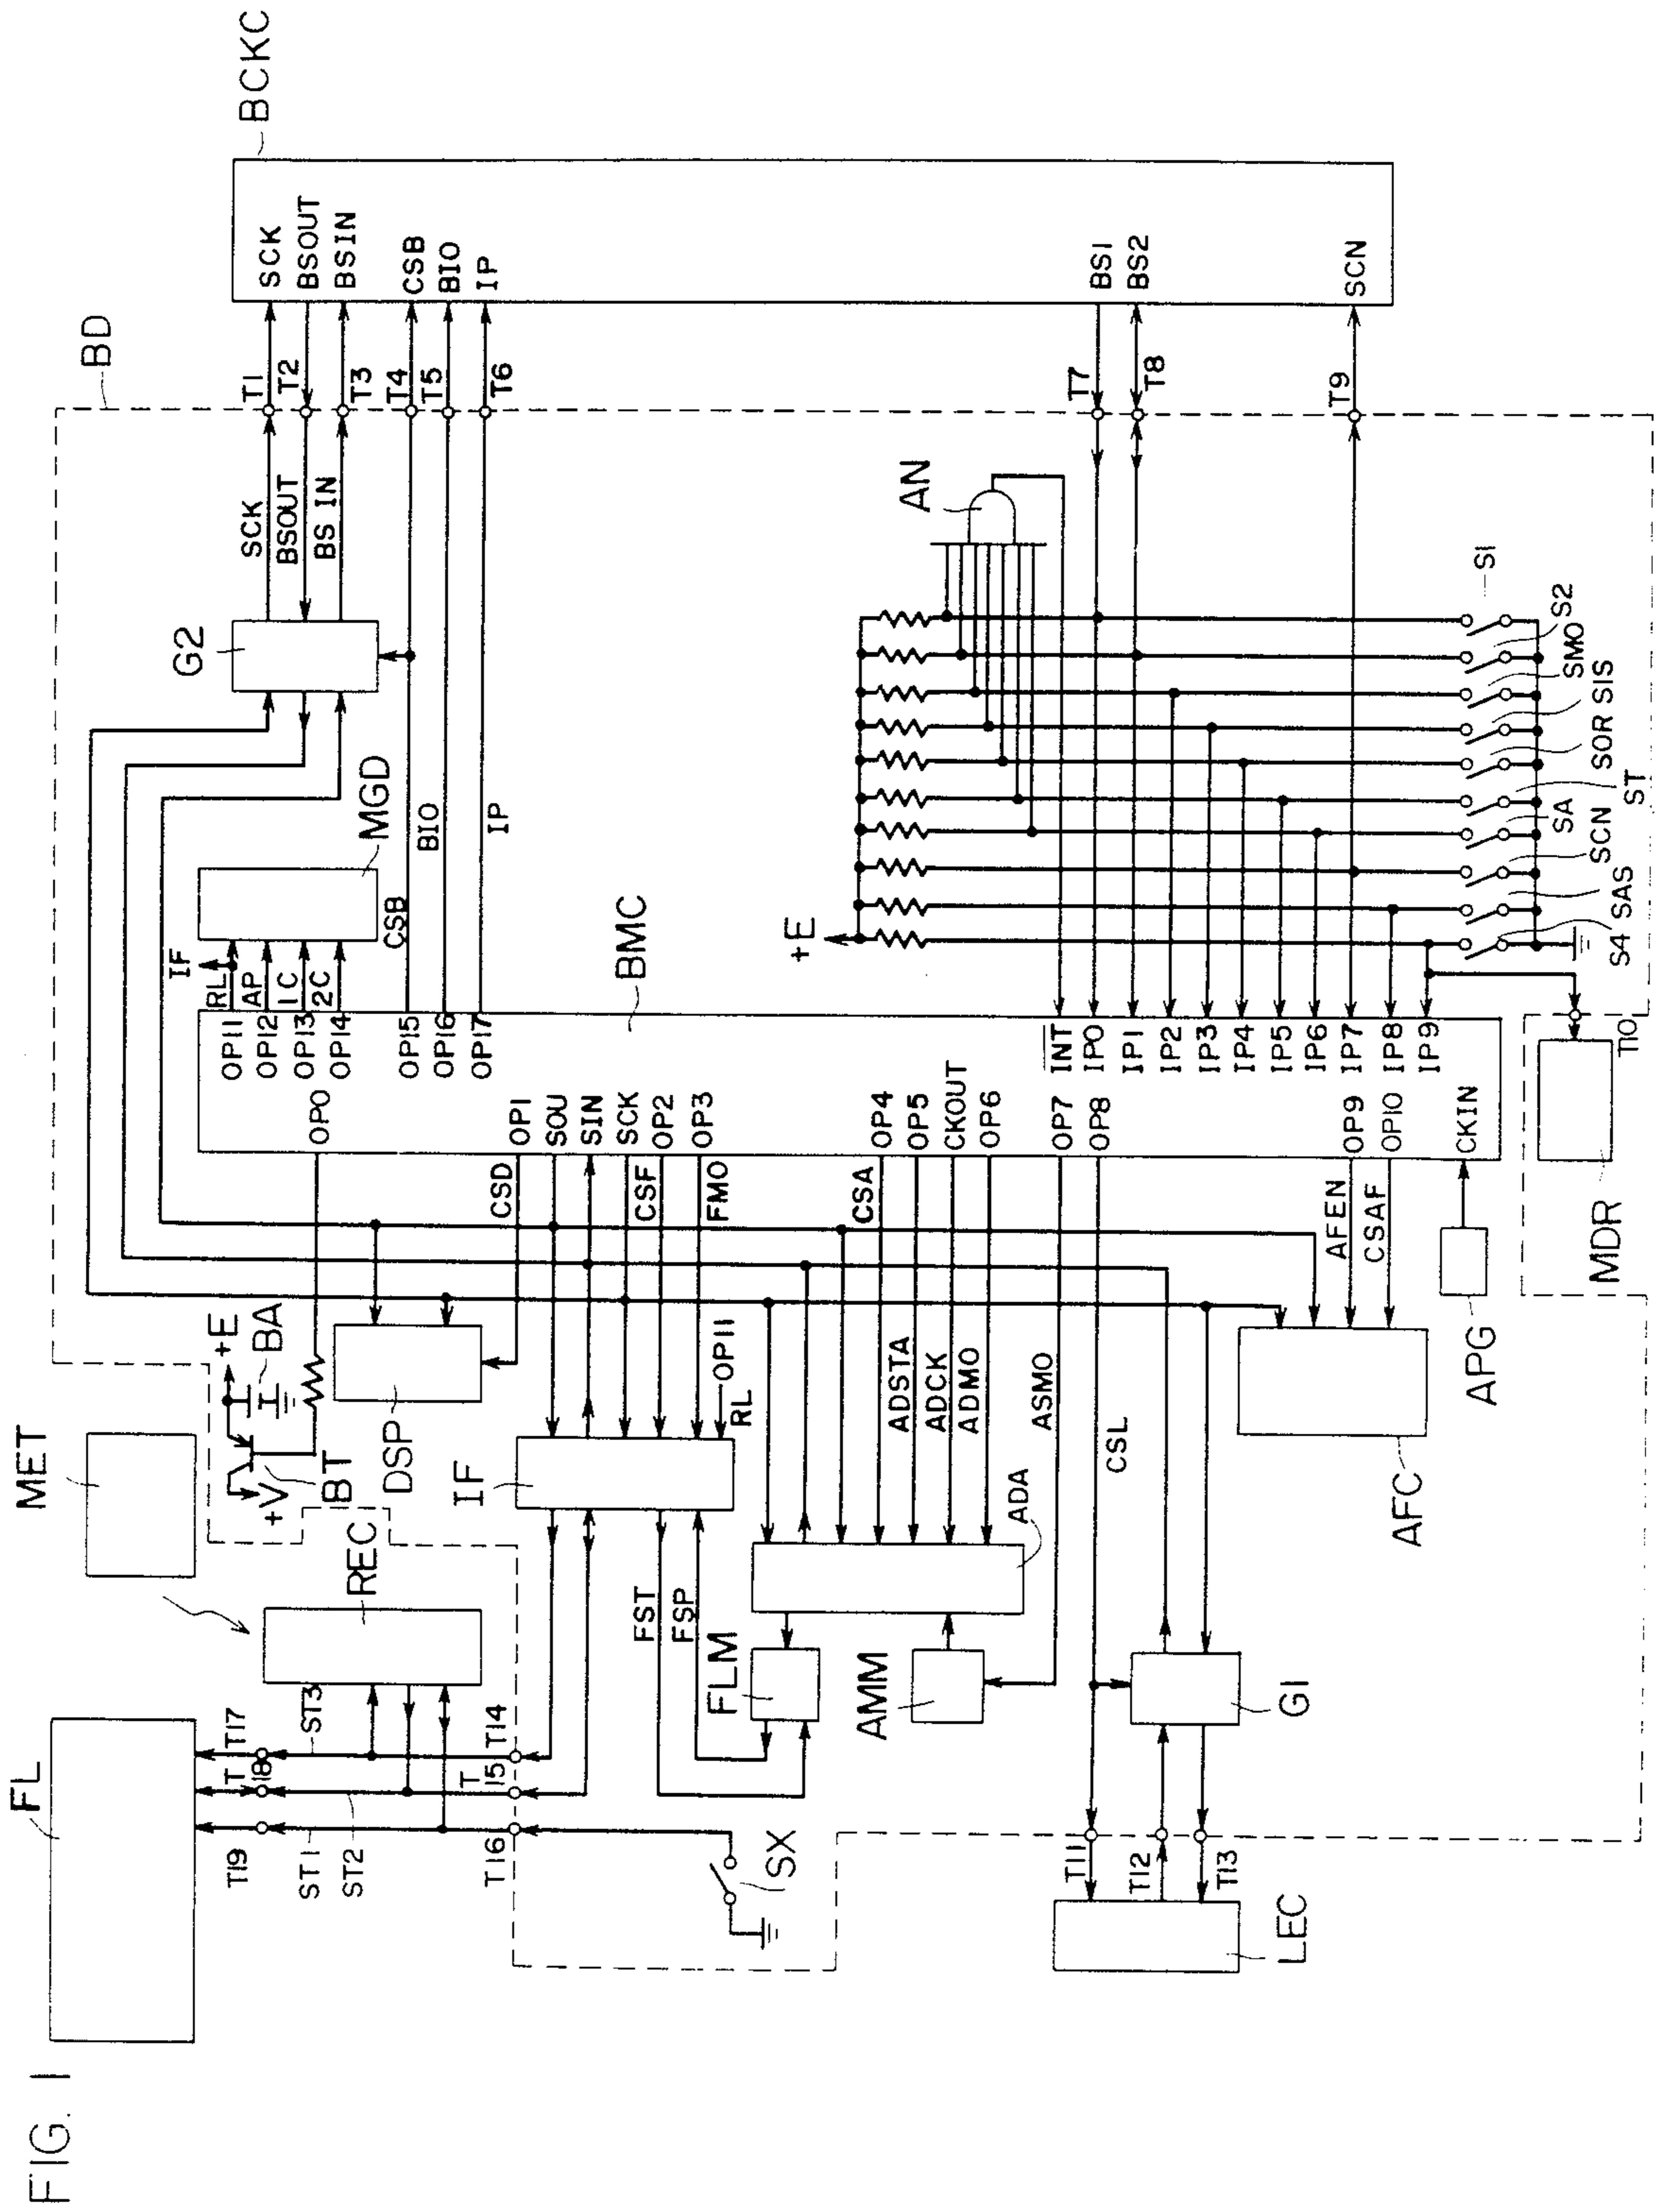 FIG. 1
FL
MET
BD
BCKC
T19
T18
T17
ST1
ST2
ST3
REC
T16
T15
T14
SX
+V
+E
BT
BA
DSP
IF
FST
FSP
FLM
AMM
ADA
RL
OP11
CSD
CSF
FMO
CSA
ADSTA
ADCK
ADMO
ASMO
CSL
AFEN
CSAF
G1
T11
T12
T13
LEC
AFC
APG
MDR
T10
OP0
OP1
SOU
SIN
SCK
OP2
OP3
OP4
OP5
CKOUT
OP6
OP7
OP8
OP9
OP10
CKIN
OP11
OP12
OP13
OP14
OP15
OP16
OP17
INT
IP0
IP1
IP2
IP3
IP4
IP5
IP6
IP7
IP8
IP9
BMC
IF
RL
AP
1C
2C
MGD
CSB
BIO
IP
G2
SCK
BSOUT
BS IN
+E
AN
S1
S2
SMO
SIS
SOR
ST
SA
SCN
SAS
S4
T1
T2
T3
T4
T5
T6
T7
T8
T9
SCK
BSOUT
BSIN
CSB
BIO
IP
BS1
BS2
SCN